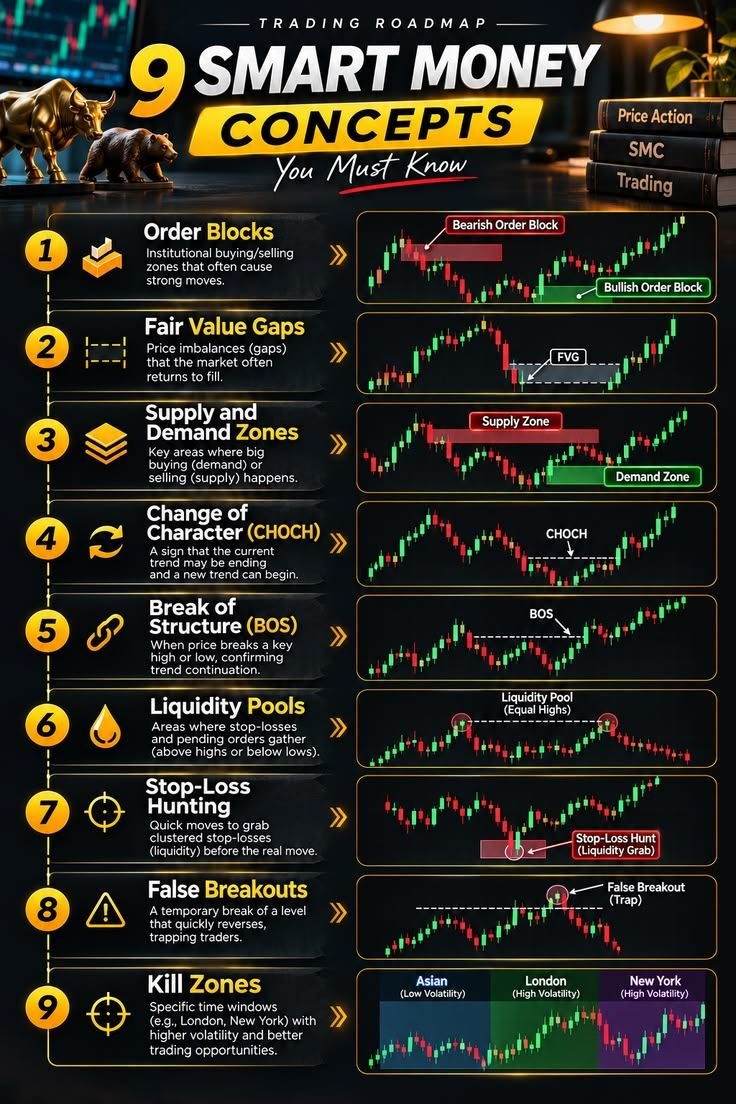 TRADING ROADMAP
9 SMART MONEY
CONCEPTS
You Must Know
Price Action
SMC
Trading
1
Order Blocks
Institutional buying/selling
zones that often cause
strong moves.
Bearish Order Block
Bullish Order Block
2
Fair Value Gaps
Price imbalances (gaps)
that the market often
returns to fill.
FVG
3
Supply and
Demand Zones
Key areas where big
buying (demand) or
selling (supply) happens.
Supply Zone
Demand Zone
4
Change of
Character (CHOCH)
A sign that the current
trend may be ending
and a new trend can begin.
CHOCH
5
Break of
Structure (BOS)
When price breaks a key
high or low, confirming
trend continuation.
BOS
6
Liquidity Pools
Areas where stop-losses
and pending orders gather
(above highs or below lows).
Liquidity Pool
(Equal Highs)
7
Stop-Loss
Hunting
Quick moves to grab
clustered stop-losses
(liquidity) before the real move.
Stop-Loss Hunt
(Liquidity Grab)
8
False Breakouts
A temporary break of a level
that quickly reverses,
trapping traders.
False Breakout
(Trap)
9
Kill Zones
Specific time windows
(e.g., London, New York) with
higher volatility and better
trading opportunities.
Asian
(Low Volatility)
London
(High Volatility)
New York
(High Volatility)